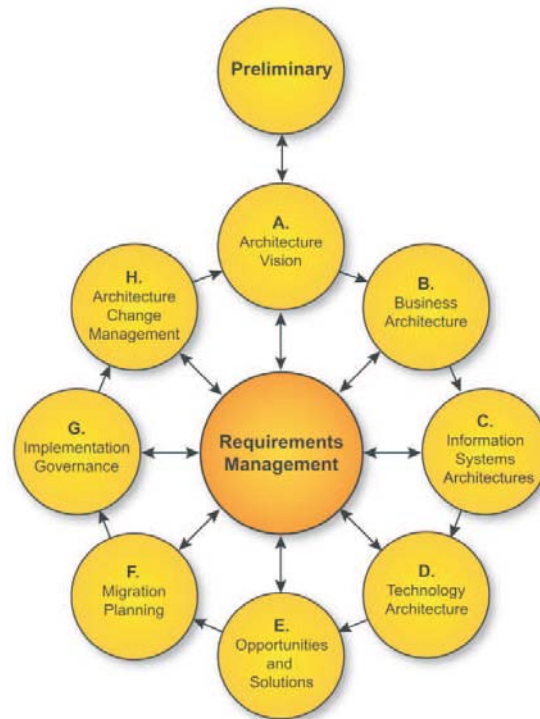 Preliminary
A.
Architecture
Vision
B.
Business
Architecture
C.
Information
Systems
Architectures
D.
Technology
Architecture
E.
Opportunities
and
Solutions
F.
Migration
Planning
G.
Implementation
Governance
H.
Architecture
Change
Management
Requirements
Management